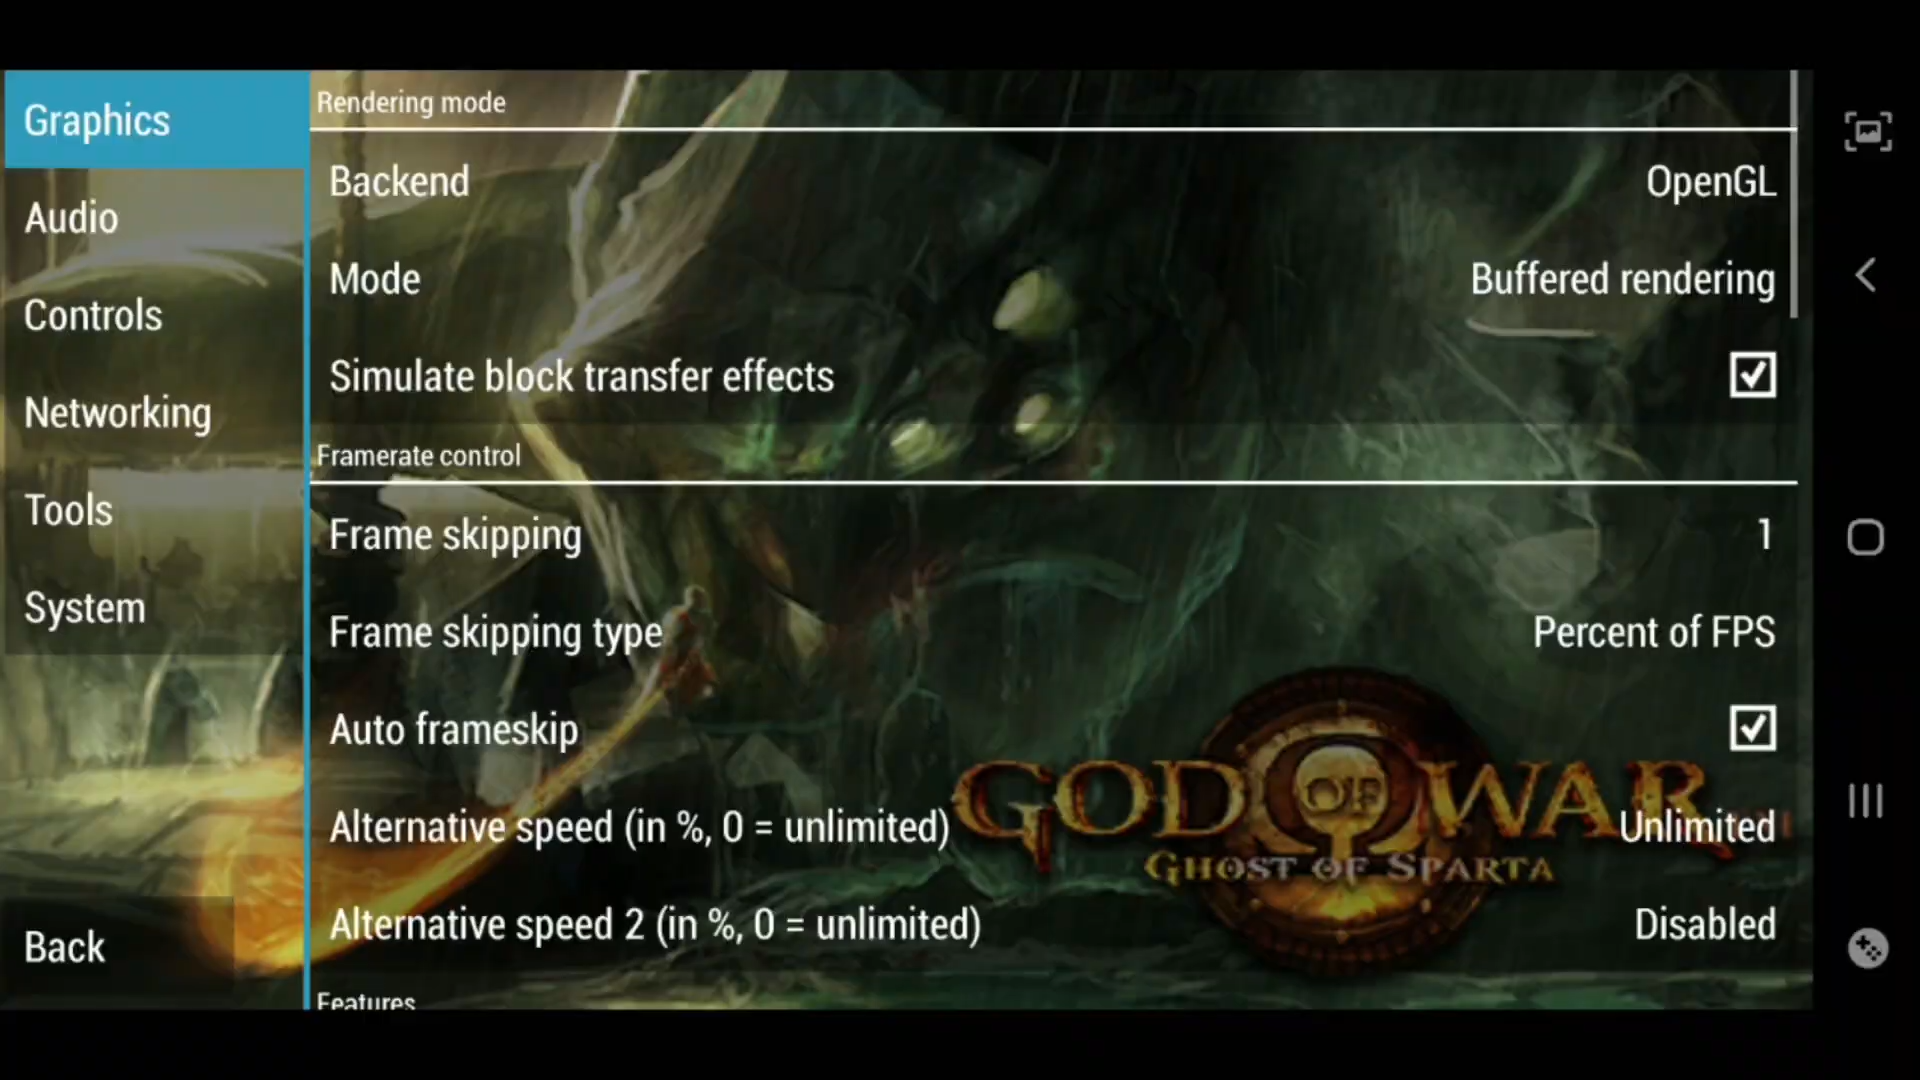 Graphics
Audio
Controls
Networking
Tools
System
Back
Rendering mode
Backend OpenGL
Mode Buffered rendering
Simulate block transfer effects
Framerate control
Frame skipping 1
Frame skipping type Percent of FPS
Auto frameskip
Alternative speed (in %, 0 = unlimited) Unlimited
Alternative speed 2 (in %, 0 = unlimited) Disabled
Features
GOD OF WAR
GHOST OF SPARTA